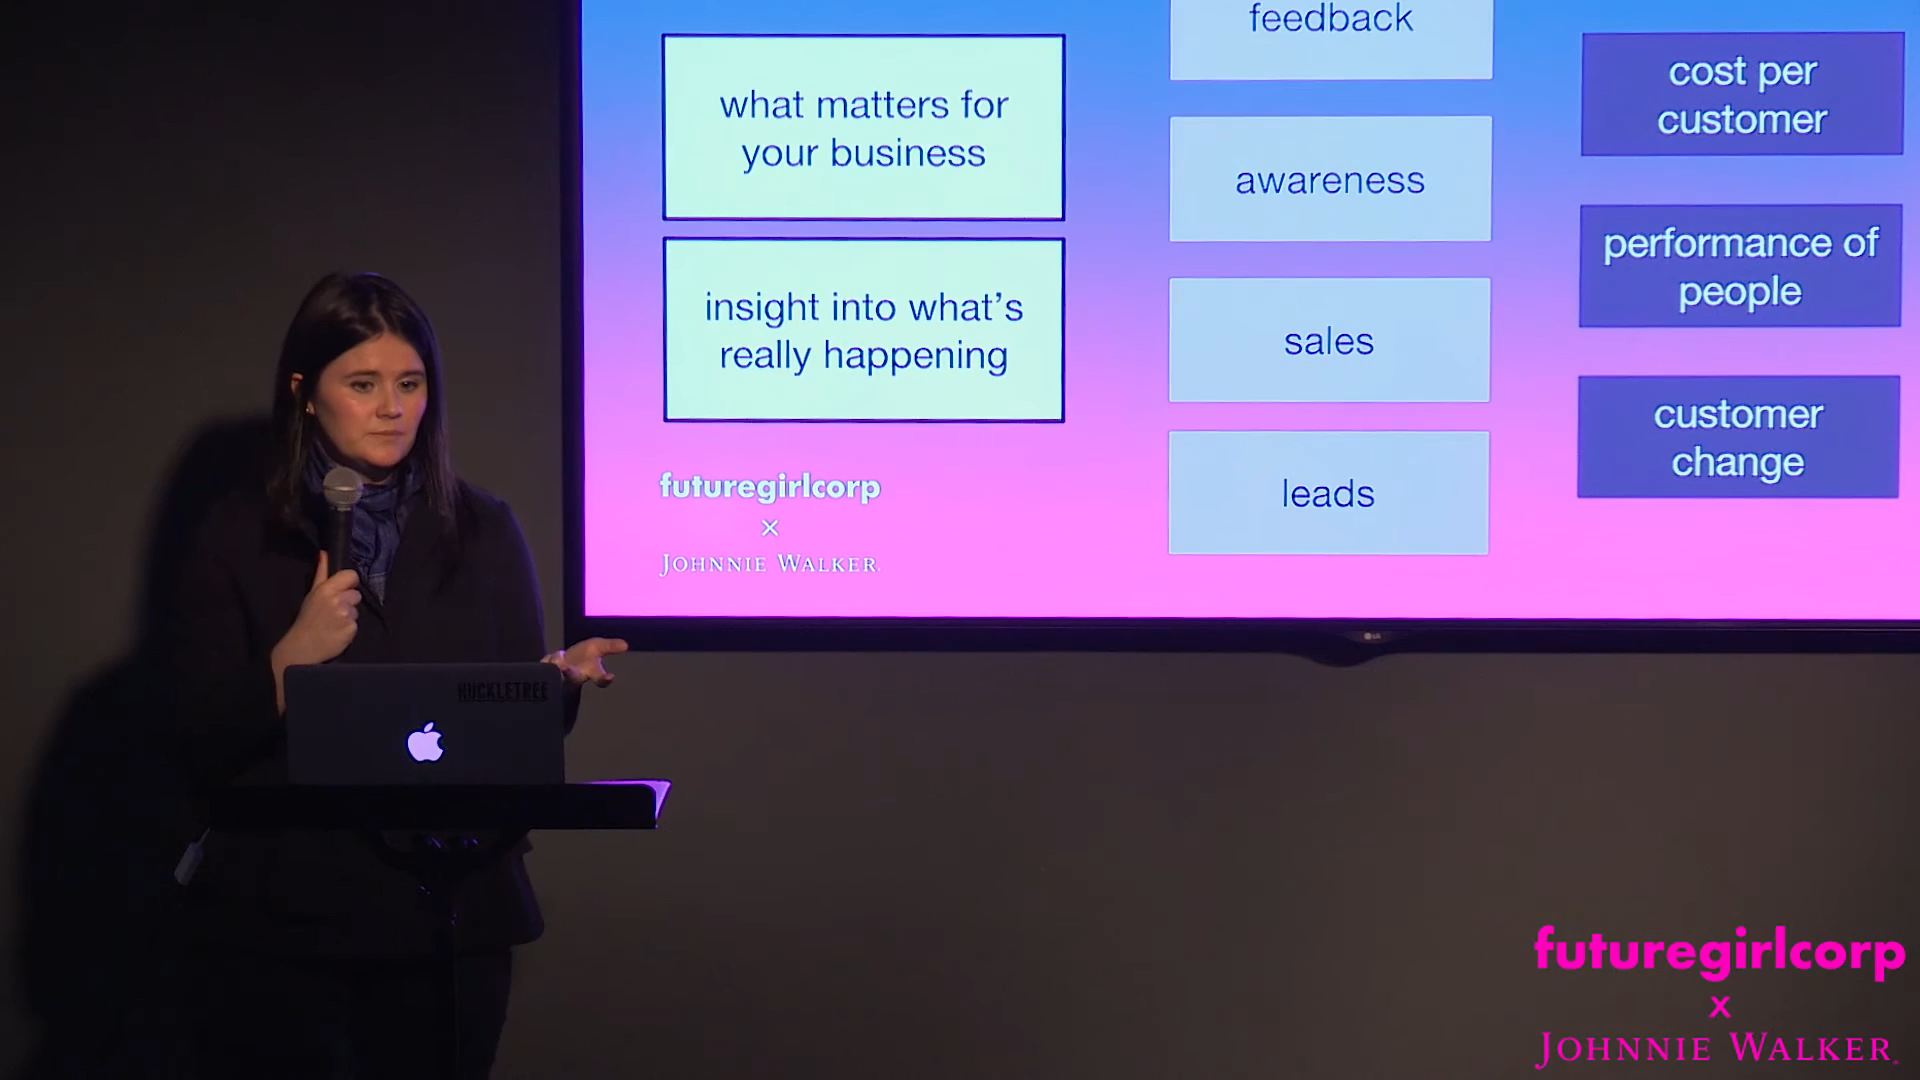 feedback
what matters for
your business
awareness
cost per
customer
performance of
people
insight into what's
really happening
sales
customer
change
leads
futuregirlcorp
x
JOHNNIE WALKER.
LG
HUCKLETREE
futuregirlcorp
x
JOHNNIE WALKER.